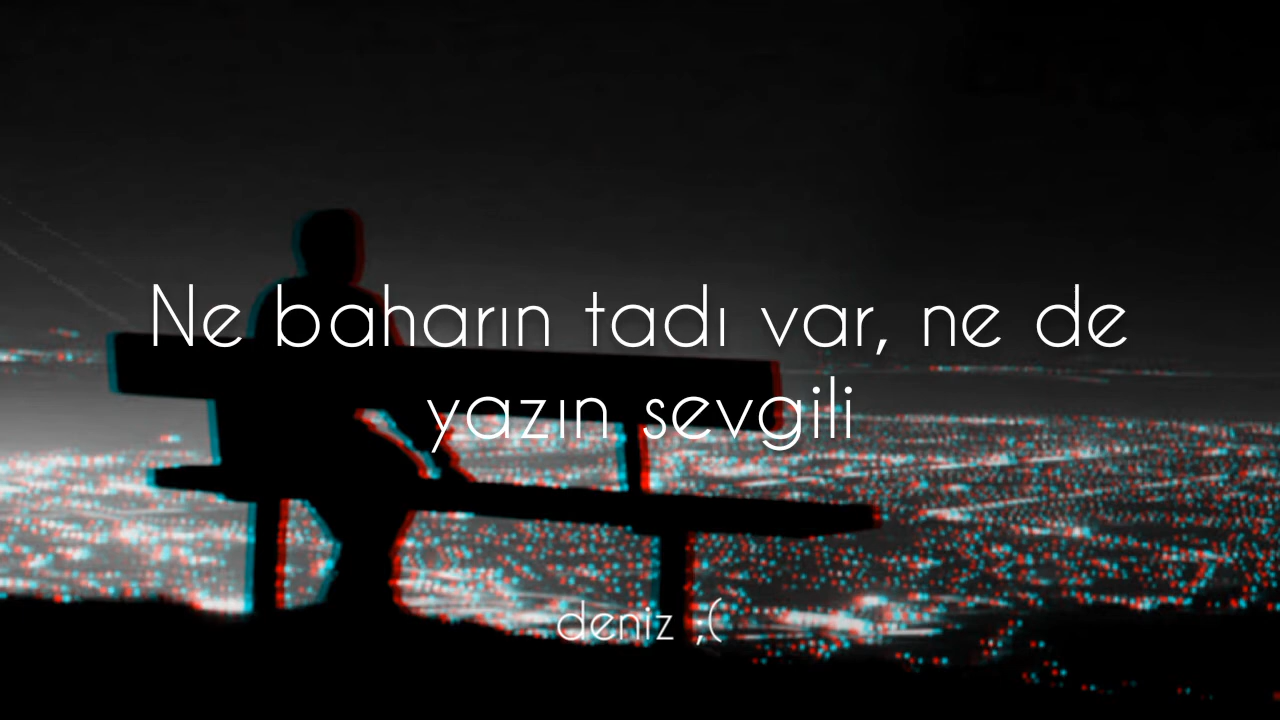 Ne baharın tadı var, ne de
yazın sevgili
deniz ;(